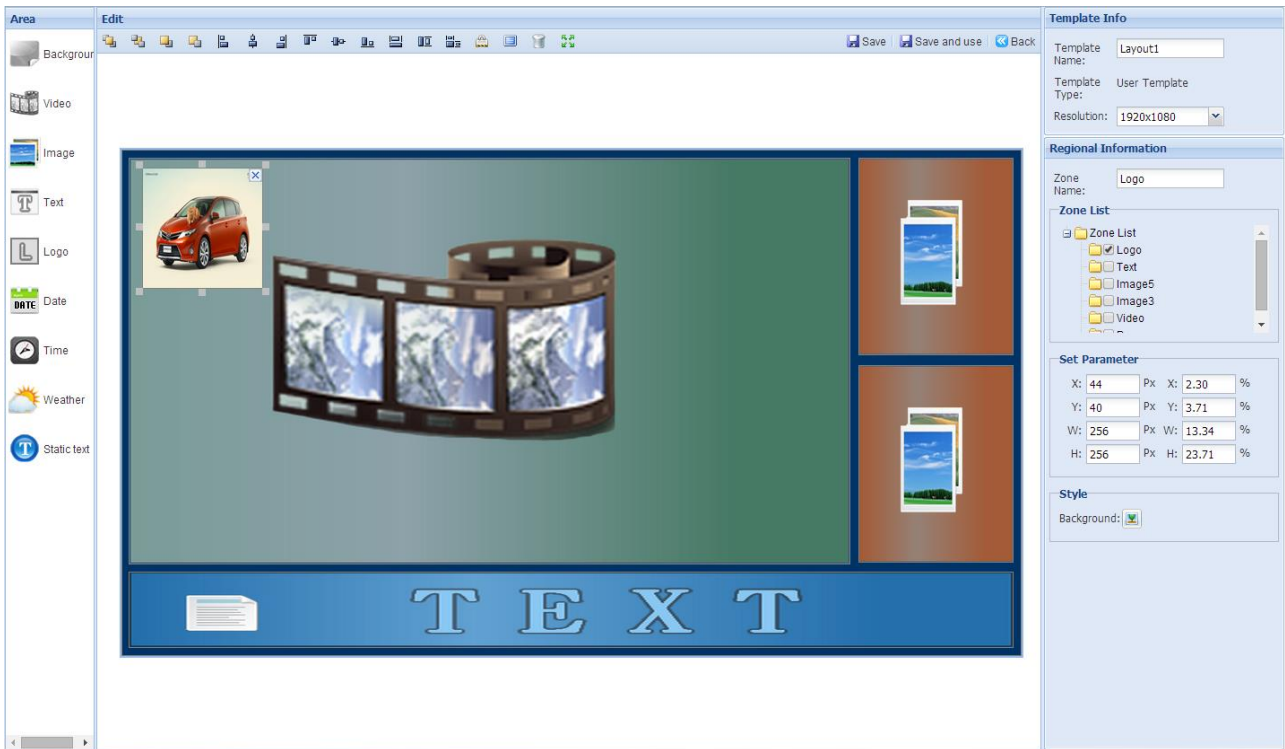 Area
Edit
Template Info
Save
Save and use
Back
Template Name:
Layout1
Template Type:
User Template
Resolution:
1920x1080
Regional Information
Zone Name:
Logo
Zone List
Zone List
Logo
Text
Image5
Image3
Video
Set Parameter
X: 44 Px X: 2.30 %
Y: 40 Px Y: 3.71 %
W: 256 Px W: 13.34 %
H: 256 Px H: 23.71 %
Style
Background:
Backgroun
Video
Image
T
Text
L
Logo
DATE
Date
Time
Weather
T
Static text
TEXT